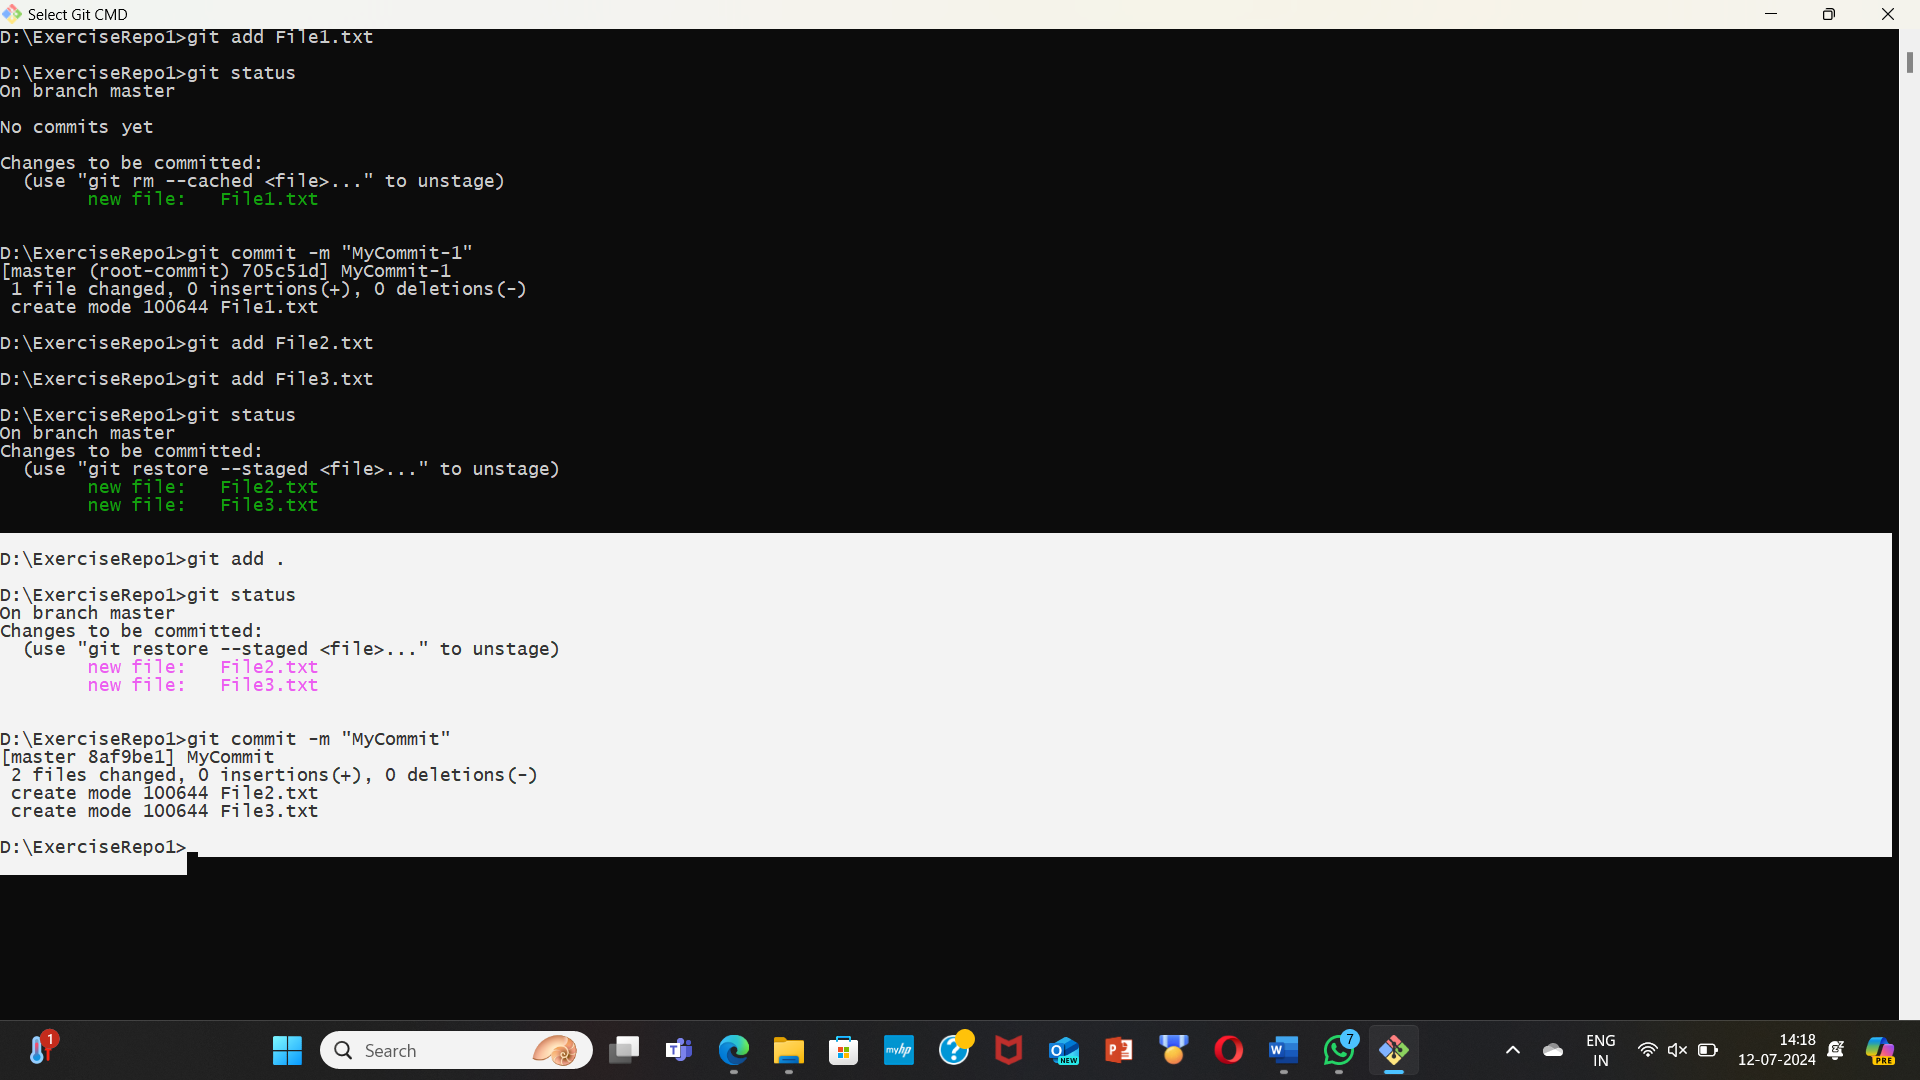 Select Git CMD
D:\ExerciseRepo1>git add File1.txt
D:\ExerciseRepo1>git status
On branch master
No commits yet
Changes to be committed:
  (use "git rm --cached <file>..." to unstage)
        new file:   File1.txt
D:\ExerciseRepo1>git commit -m "MyCommit-1"
[master (root-commit) 705c51d] MyCommit-1
 1 file changed, 0 insertions(+), 0 deletions(-)
 create mode 100644 File1.txt
D:\ExerciseRepo1>git add File2.txt
D:\ExerciseRepo1>git add File3.txt
D:\ExerciseRepo1>git status
On branch master
Changes to be committed:
  (use "git restore --staged <file>..." to unstage)
        new file:   File2.txt
        new file:   File3.txt
D:\ExerciseRepo1>git add .
D:\ExerciseRepo1>git status
On branch master
Changes to be committed:
  (use "git restore --staged <file>..." to unstage)
        new file:   File2.txt
        new file:   File3.txt
D:\ExerciseRepo1>git commit -m "MyCommit"
[master 8af9be1] MyCommit
 2 files changed, 0 insertions(+), 0 deletions(-)
 create mode 100644 File2.txt
 create mode 100644 File3.txt
D:\ExerciseRepo1>
1
Search
myhp
NEW
7
ENG
IN
14:18
12-07-2024
PRE